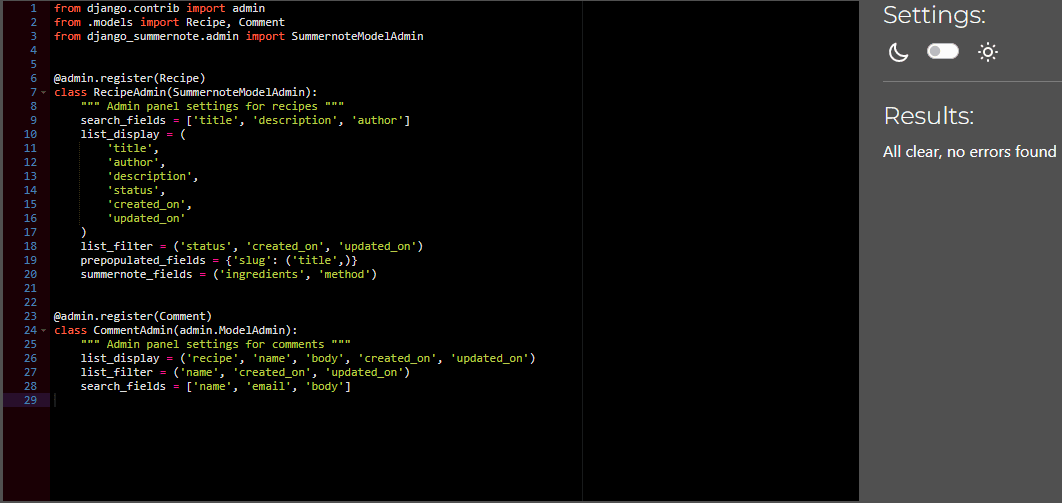 1 from django.contrib import admin
2 from .models import Recipe, Comment
3 from django_summernote.admin import SummernoteModelAdmin
4
5
6 @admin.register(Recipe)
7 class RecipeAdmin(SummernoteModelAdmin):
8     """ Admin panel settings for recipes """
9     search_fields = ['title', 'description', 'author']
10     list_display = (
11         'title',
12         'author',
13         'description',
14         'status',
15         'created_on',
16         'updated_on'
17     )
18     list_filter = ('status', 'created_on', 'updated_on')
19     prepopulated_fields = {'slug': ('title',)}
20     summernote_fields = ('ingredients', 'method')
21
22
23 @admin.register(Comment)
24 class CommentAdmin(admin.ModelAdmin):
25     """ Admin panel settings for comments """
26     list_display = ('recipe', 'name', 'body', 'created_on', 'updated_on')
27     list_filter = ('name', 'created_on', 'updated_on')
28     search_fields = ['name', 'email', 'body']
29
Settings:
Results:
All clear, no errors found